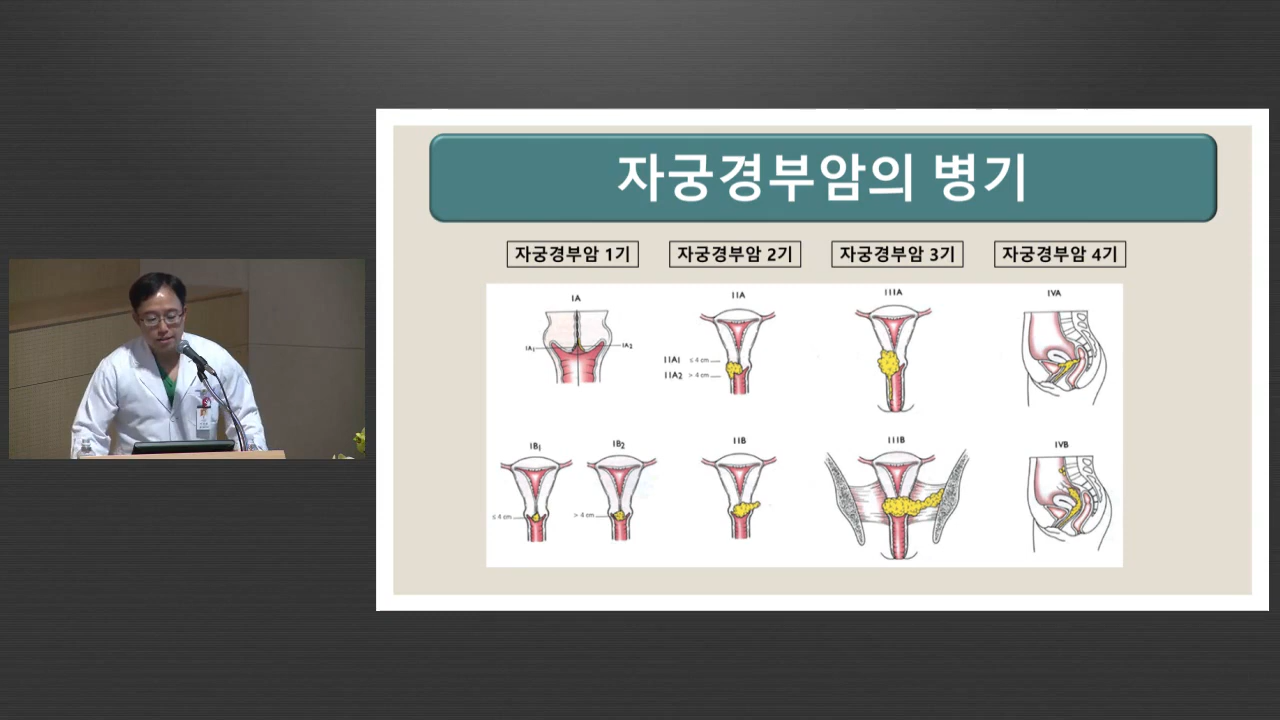 자궁경부암의 병기
자궁경부암 1기
자궁경부암 2기
자궁경부암 3기
자궁경부암 4기
IA
IIA
IIIA
IVA
IA₁
IA₂
IIA1 ≤ 4 cm
IIA2 > 4 cm
IB₁
IB₂
IIB
IIIB
IVB
≤ 4 cm
> 4 cm